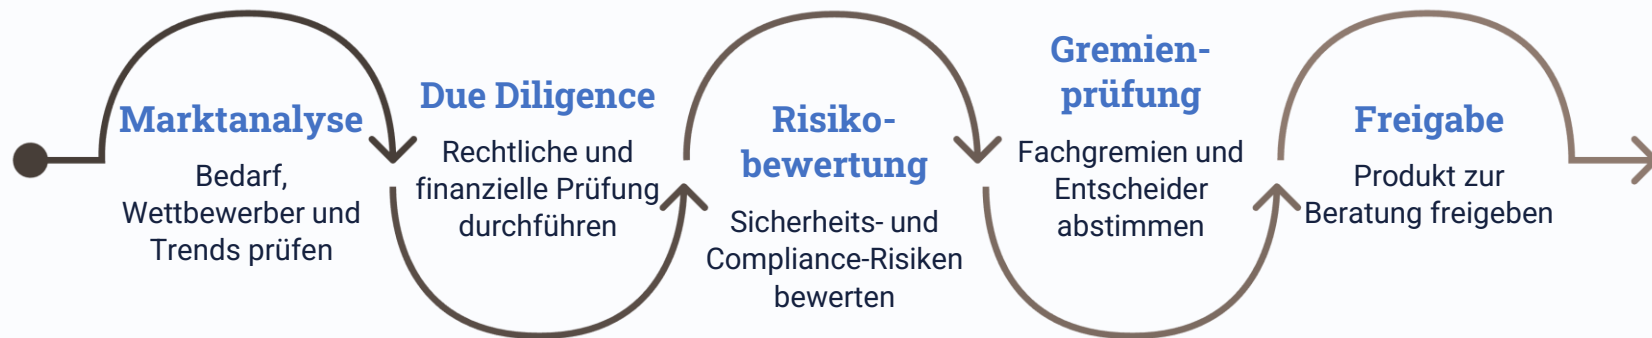 Marktanalyse
Bedarf,
Wettbewerber und
Trends prüfen
Due Diligence
Rechtliche und
finanzielle Prüfung
durchführen
Risiko-
bewertung
Sicherheits- und
Compliance-Risiken
bewerten
Gremien-
prüfung
Fachgremien und
Entscheider
abstimmen
Freigabe
Produkt zur
Beratung freigeben